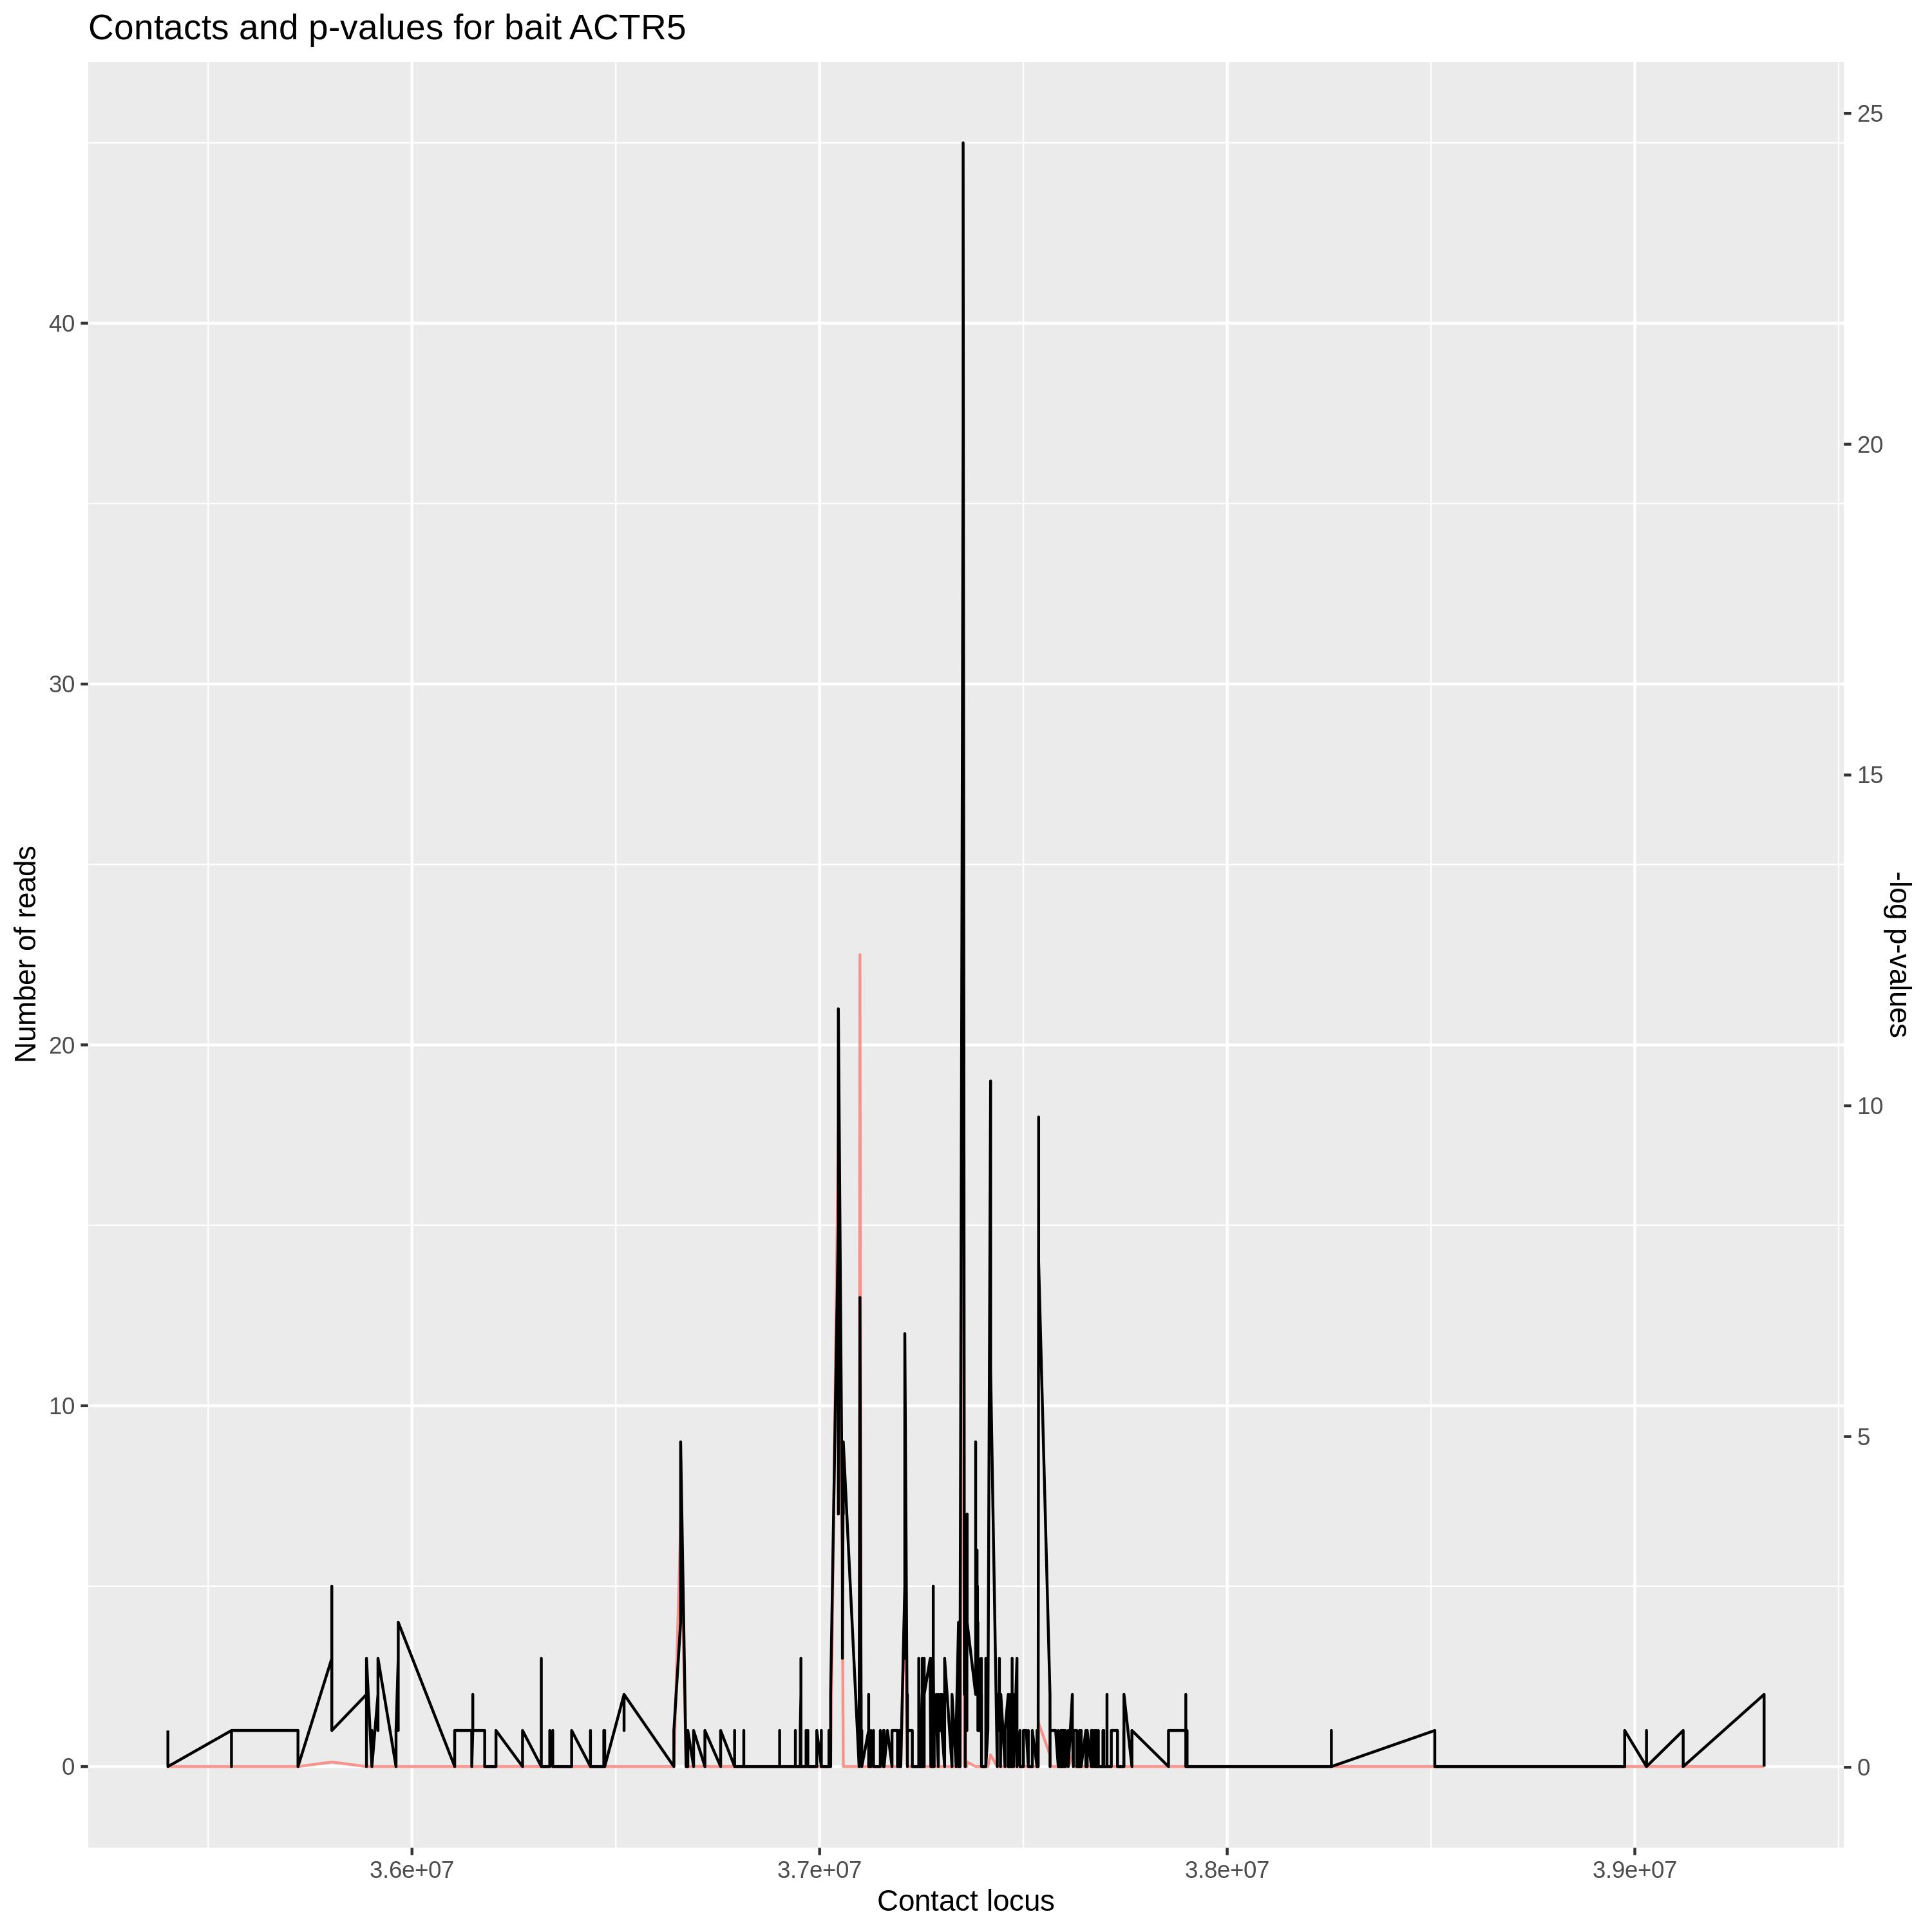 Contacts and p-values for bait ACTR5
Number of reads
40
30
20
10
0
25
20
15
10
5
0
-log p-values
3.6e+07
3.7e+07
3.8e+07
3.9e+07
Contact locus